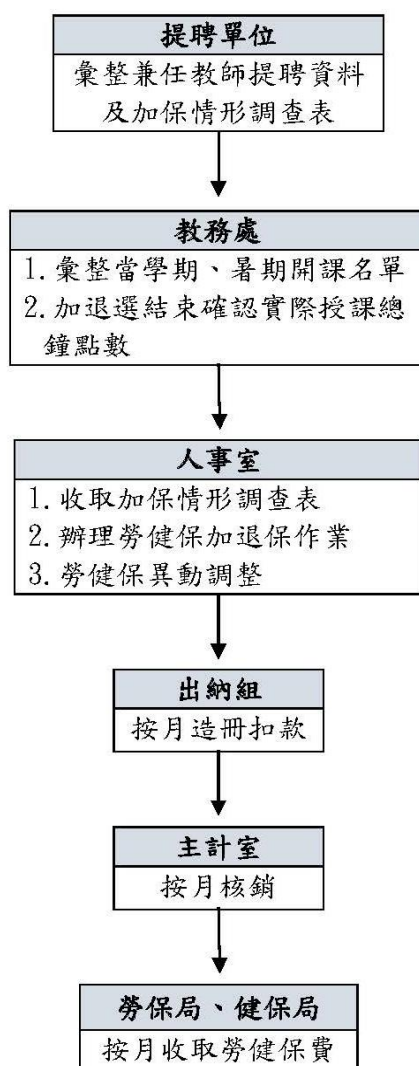 提聘單位
彙整兼任教師提聘資料
及加保情形調查表
教務處
1. 彙整當學期、暑期開課名單
2. 加退選結束確認實際授課總
鐘點數
人事室
1. 收取加保情形調查表
2. 辦理勞健保加退保作業
3. 勞健保異動調整
出納組
按月造冊扣款
主計室
按月核銷
勞保局、健保局
按月收取勞健保費